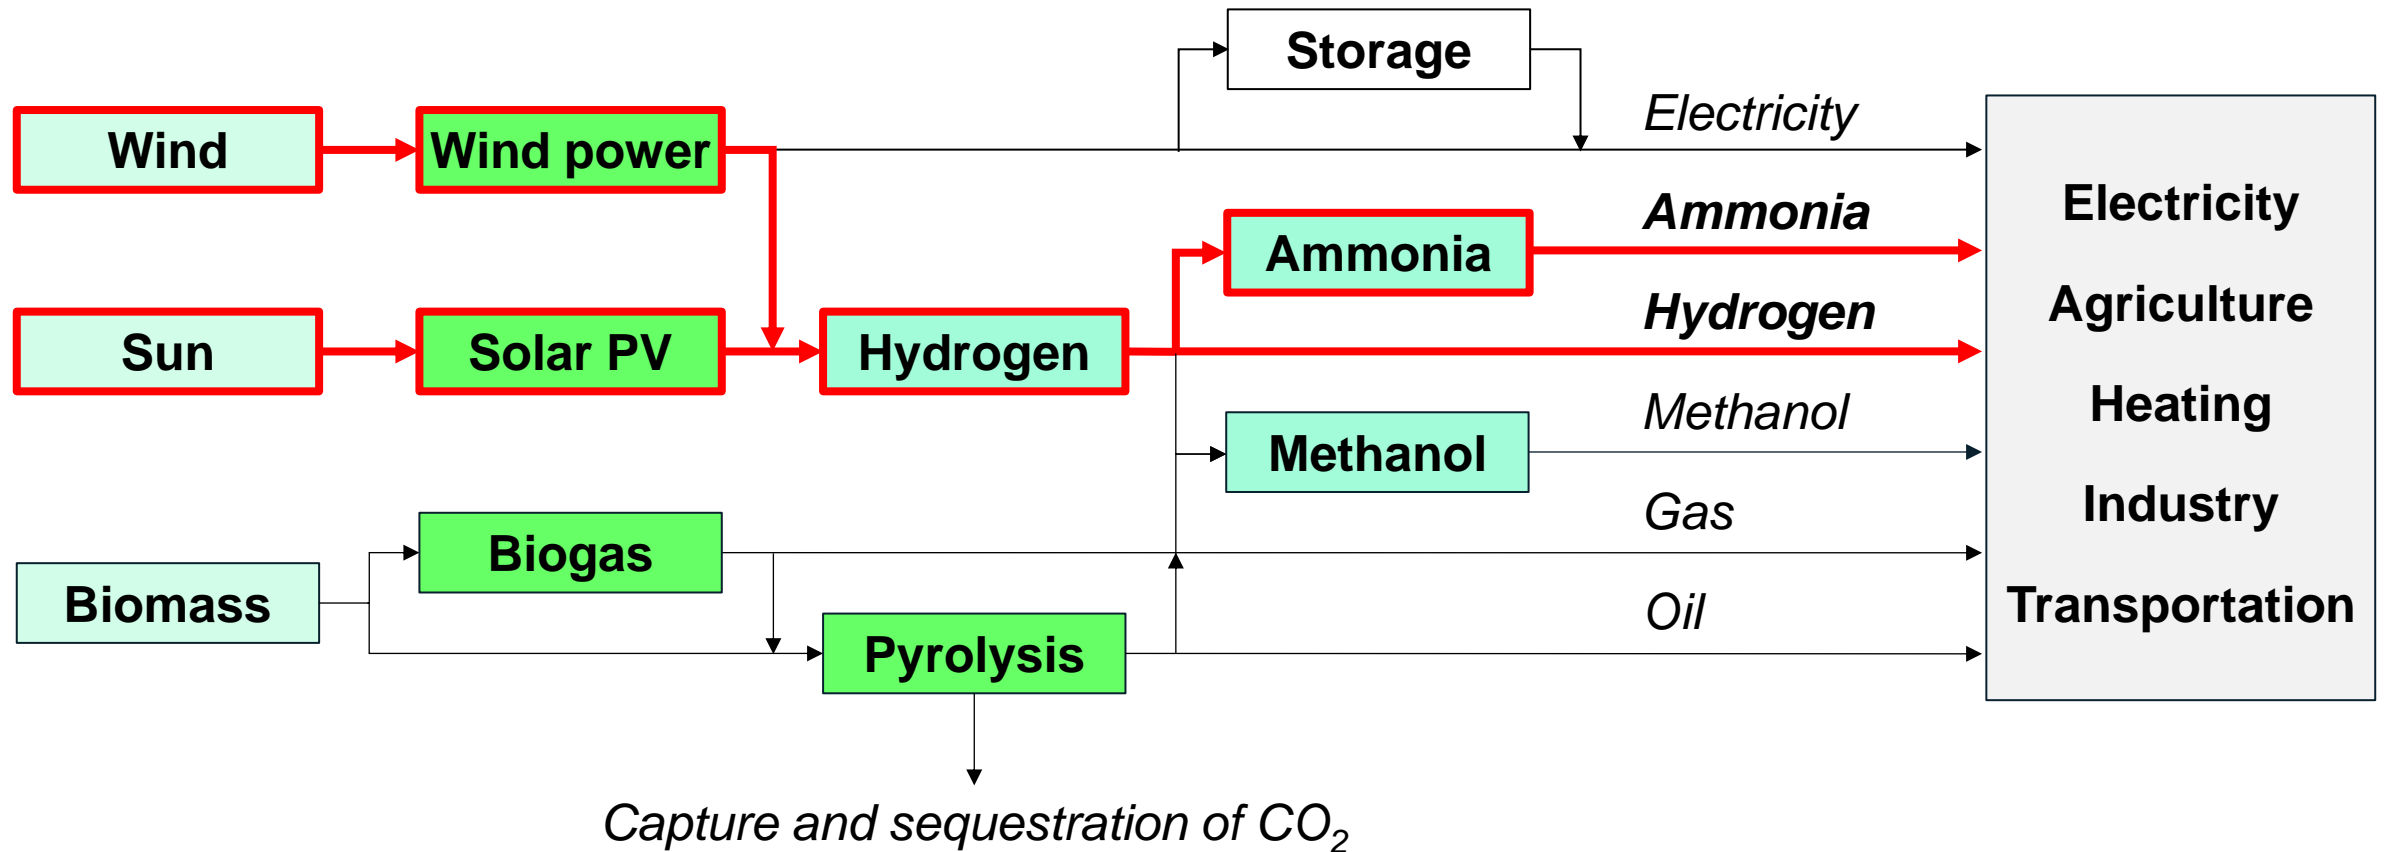 Storage
Electricity
Wind
Wind power
Ammonia
Ammonia
Hydrogen
Sun
Solar PV
Hydrogen
Methanol
Methanol
Gas
Biogas
Biomass
Oil
Pyrolysis
Capture and sequestration of CO₂
Electricity
Agriculture
Heating
Industry
Transportation